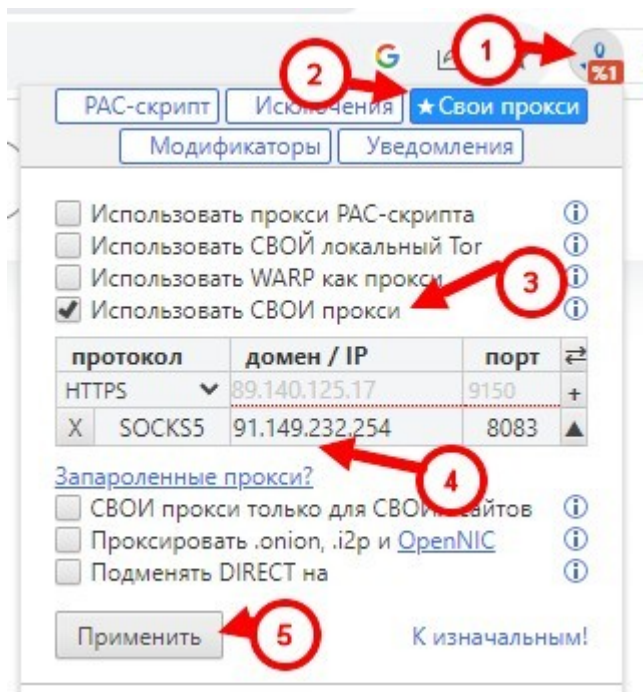 1
%1
2
PAC-скрипт Исключения ★Свои прокси
Модификаторы Уведомления
Использовать прокси PAC-скрипта
Использовать СВОЙ локальный Tor
Использовать WARP как прокси
3
Использовать СВОИ прокси
протокол домен / IP порт ⇄
HTTPS 89.140.125.17 9150 +
X SOCKS5 91.149.232.254 8083 ▲
Запароленные прокси?
4
СВОИ прокси только для СВОИХ сайтов
Проксировать .onion, .i2p и OpenNIC
Подменять DIRECT на
Применить 5 К изначальным!